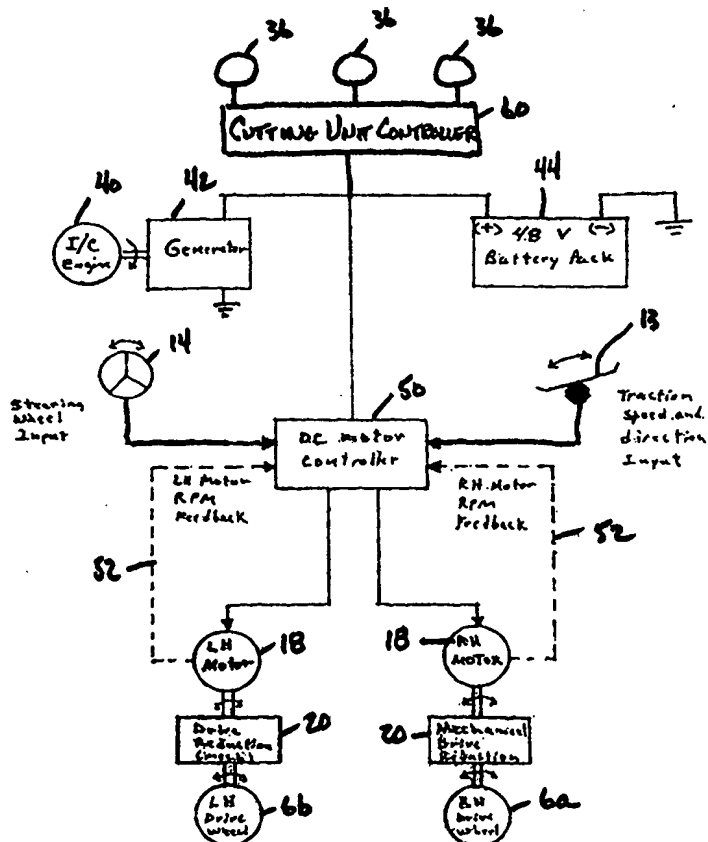 36 36 36
CUTTING UNIT CONTROLLER
60
40 42 44
I/C
Engine
Generator
(+) 48 V (-)
Battery Pack
14
13
Steering
Wheel
Input
50
DC motor
Controller
Traction
Speed and
direction
Input
LH Motor
RPM
Feedback
RH Motor
RPM
Feedback
52
52
LH
Motor
18
18
RH
MOTOR
Drive
Reduction
20
20
Mechanical
Drive
Reduction
LH
Drive
Wheel
6b
RH
Drive
Wheel
6a